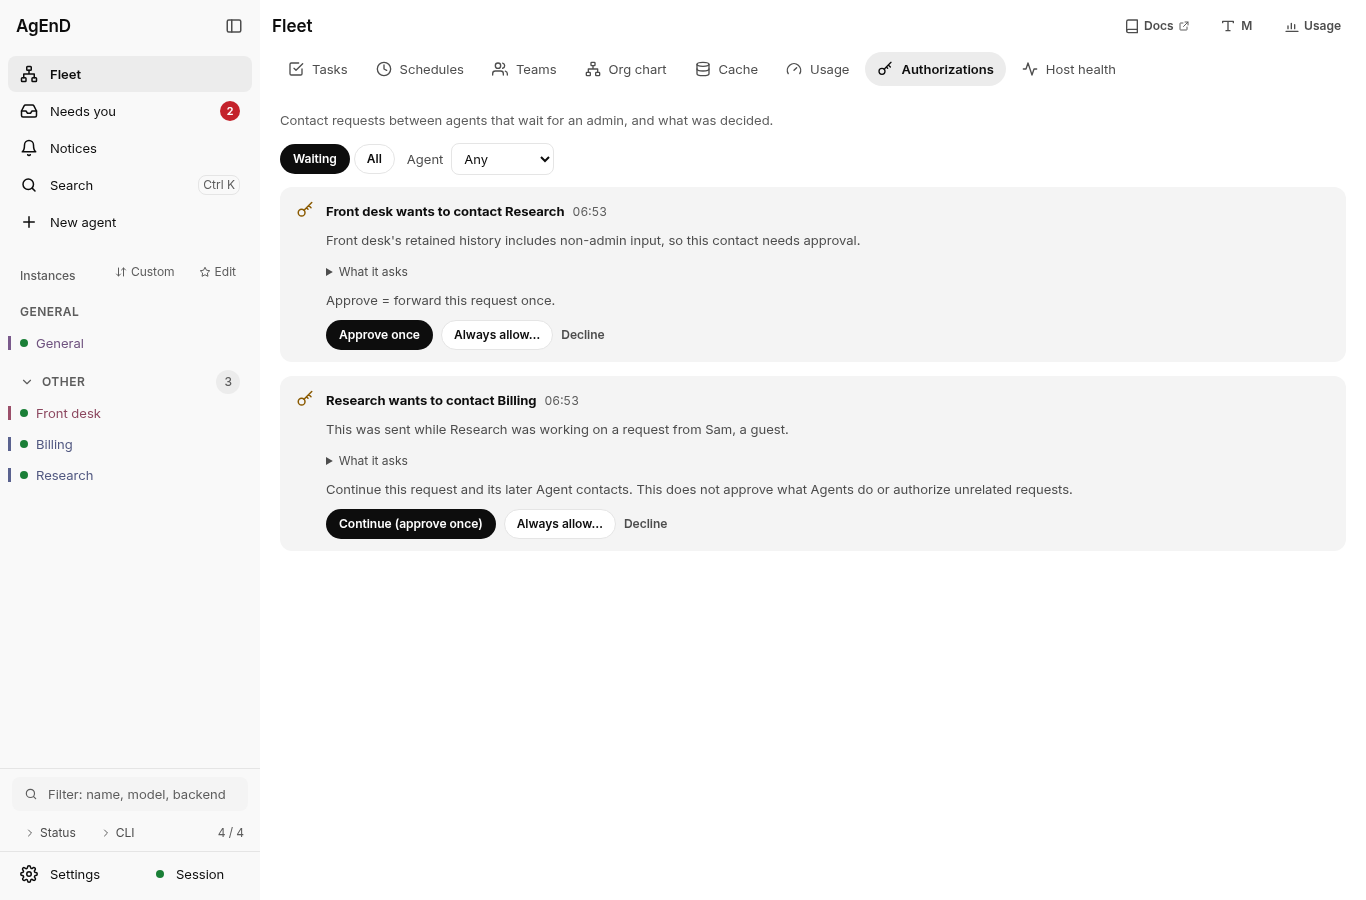 AgEnD
Fleet
Needs you
2
Notices
Search
Ctrl K
New agent
Instances
Custom
Edit
GENERAL
General
OTHER
3
Front desk
Billing
Research
Filter: name, model, backend
Status
CLI
4 / 4
Settings
Session
Fleet
Docs
M
Usage
Tasks
Schedules
Teams
Org chart
Cache
Usage
Authorizations
Host health
Contact requests between agents that wait for an admin, and what was decided.
Waiting
All
Agent
Any
Front desk wants to contact Research 06:53
Front desk's retained history includes non-admin input, so this contact needs approval.
What it asks
Approve = forward this request once.
Approve once
Always allow...
Decline
Research wants to contact Billing 06:53
This was sent while Research was working on a request from Sam, a guest.
What it asks
Continue this request and its later Agent contacts. This does not approve what Agents do or authorize unrelated requests.
Continue (approve once)
Always allow...
Decline